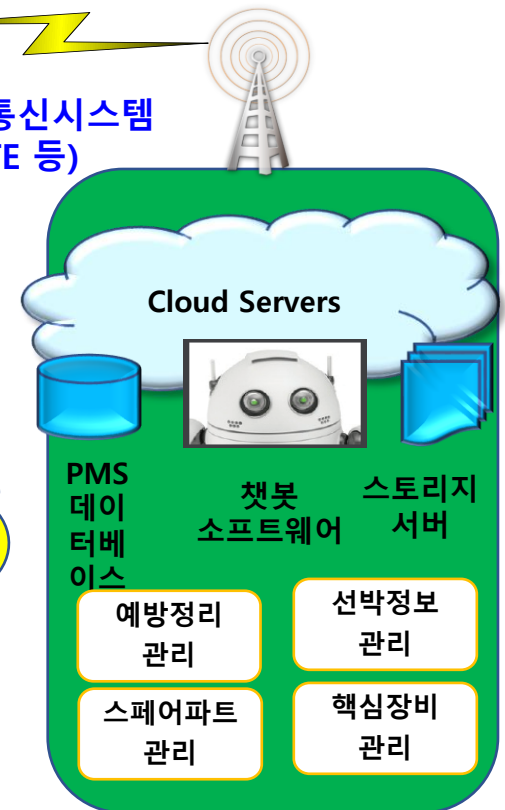 통신시스템
TE 등)
Cloud Servers
PMS
데이
터베
이스
챗봇
소프트웨어
스토리지
서버
예방정리
관리
선박정보
관리
스페어파트
관리
핵심장비
관리